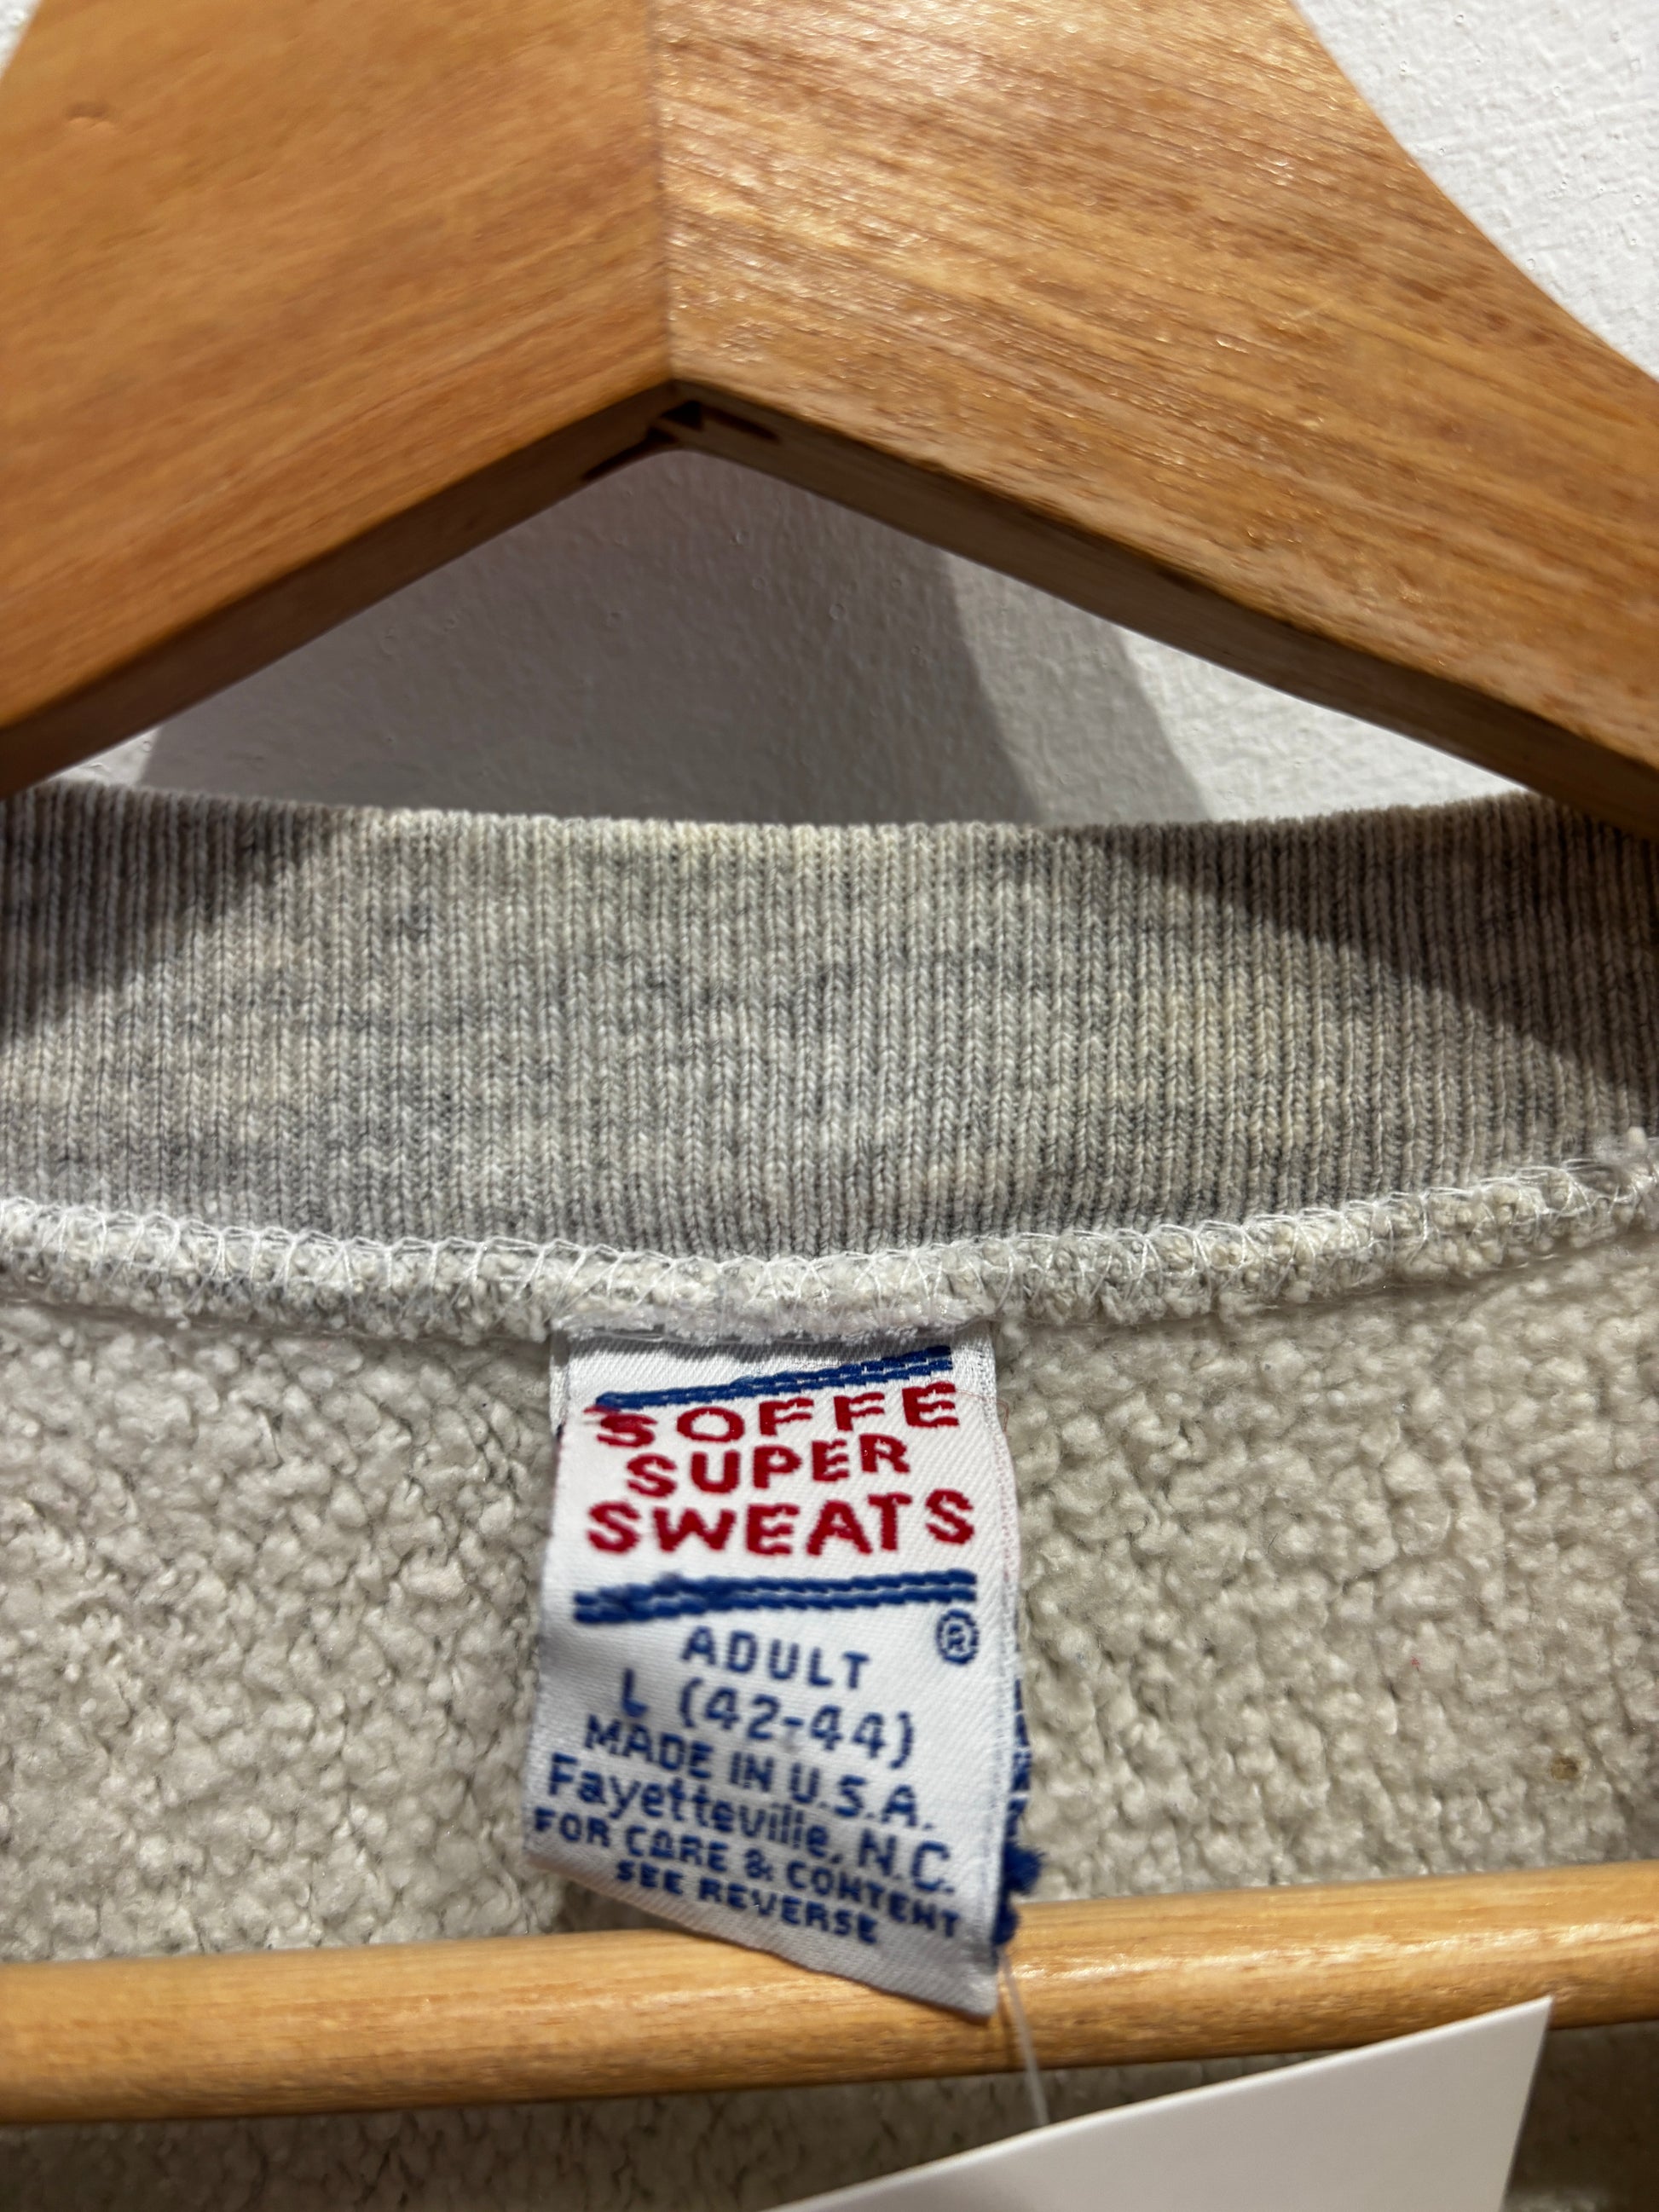 SOFFE
SUPER
SWEATS
®
ADULT
L (42-44)
MADE IN U.S.A.
Fayetteville, N.C.
FOR CARE & CONTENT
SEE REVERSE